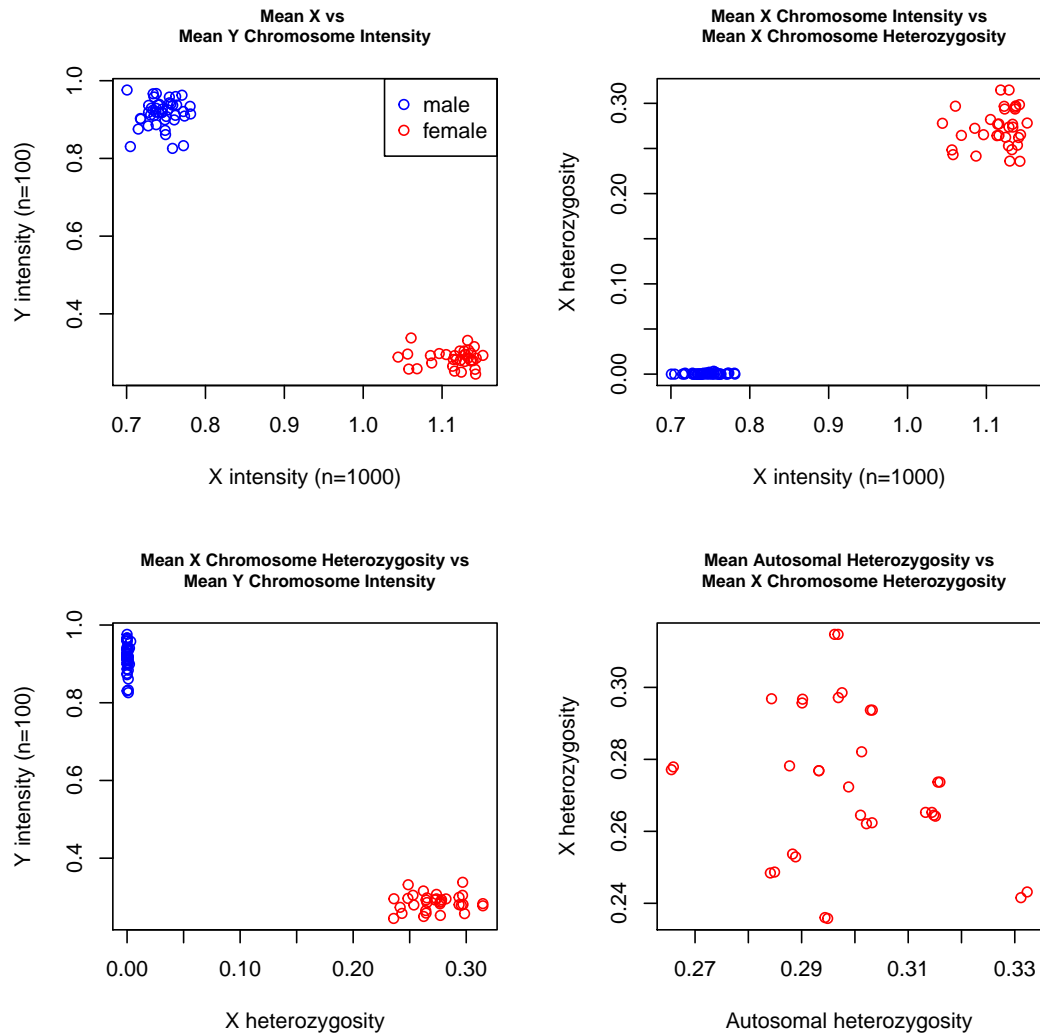 Mean X vs
Mean Y Chromosome Intensity
Y intensity (n=100)
1.0
0.8
0.6
0.4
male
female
0.7 0.8 0.9 1.0 1.1
X intensity (n=1000)
Mean X Chromosome Intensity vs
Mean X Chromosome Heterozygosity
X heterozygosity
0.30
0.20
0.10
0.00
0.7 0.8 0.9 1.0 1.1
X intensity (n=1000)
Mean X Chromosome Heterozygosity vs
Mean Y Chromosome Intensity
Y intensity (n=100)
1.0
0.8
0.6
0.4
0.00 0.10 0.20 0.30
X heterozygosity
Mean Autosomal Heterozygosity vs
Mean X Chromosome Heterozygosity
X heterozygosity
0.30
0.28
0.26
0.24
0.27 0.29 0.31 0.33
Autosomal heterozygosity